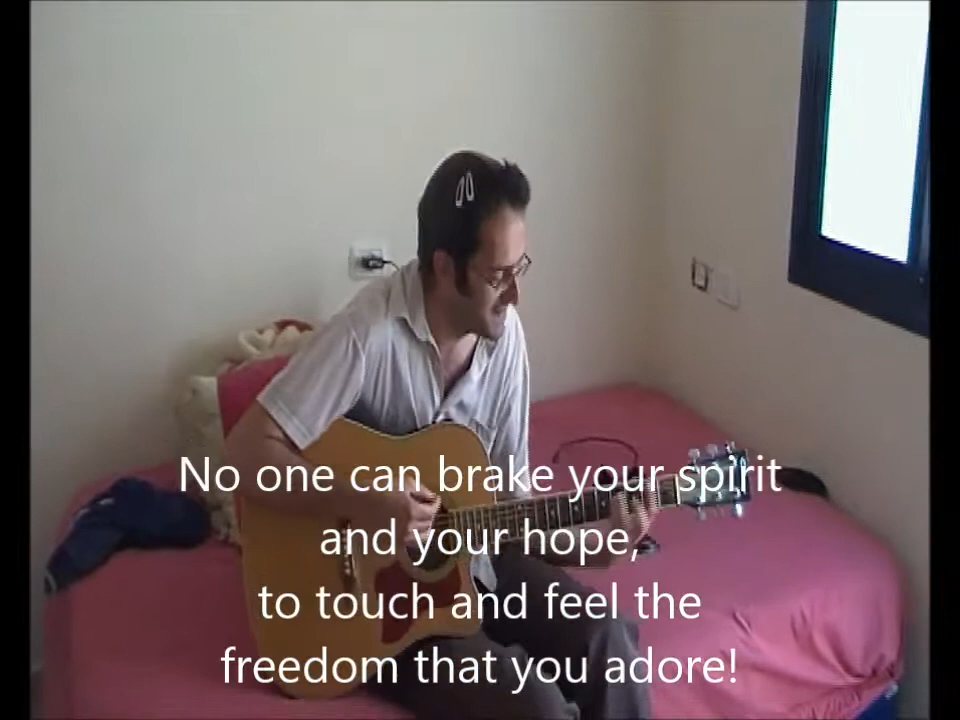 No one can brake your spirit
and your hope,
to touch and feel the
freedom that you adore!